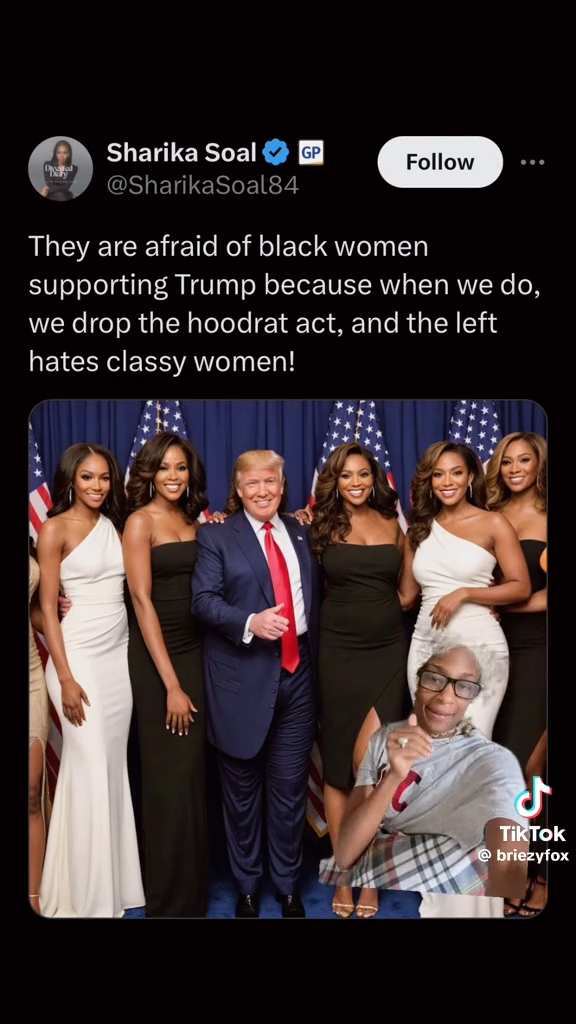 Sharika Soal GP
@SharikaSoal84
Follow
They are afraid of black women
supporting Trump because when we do,
we drop the hoodrat act, and the left
hates classy women!
TikTok
@ briezyfox